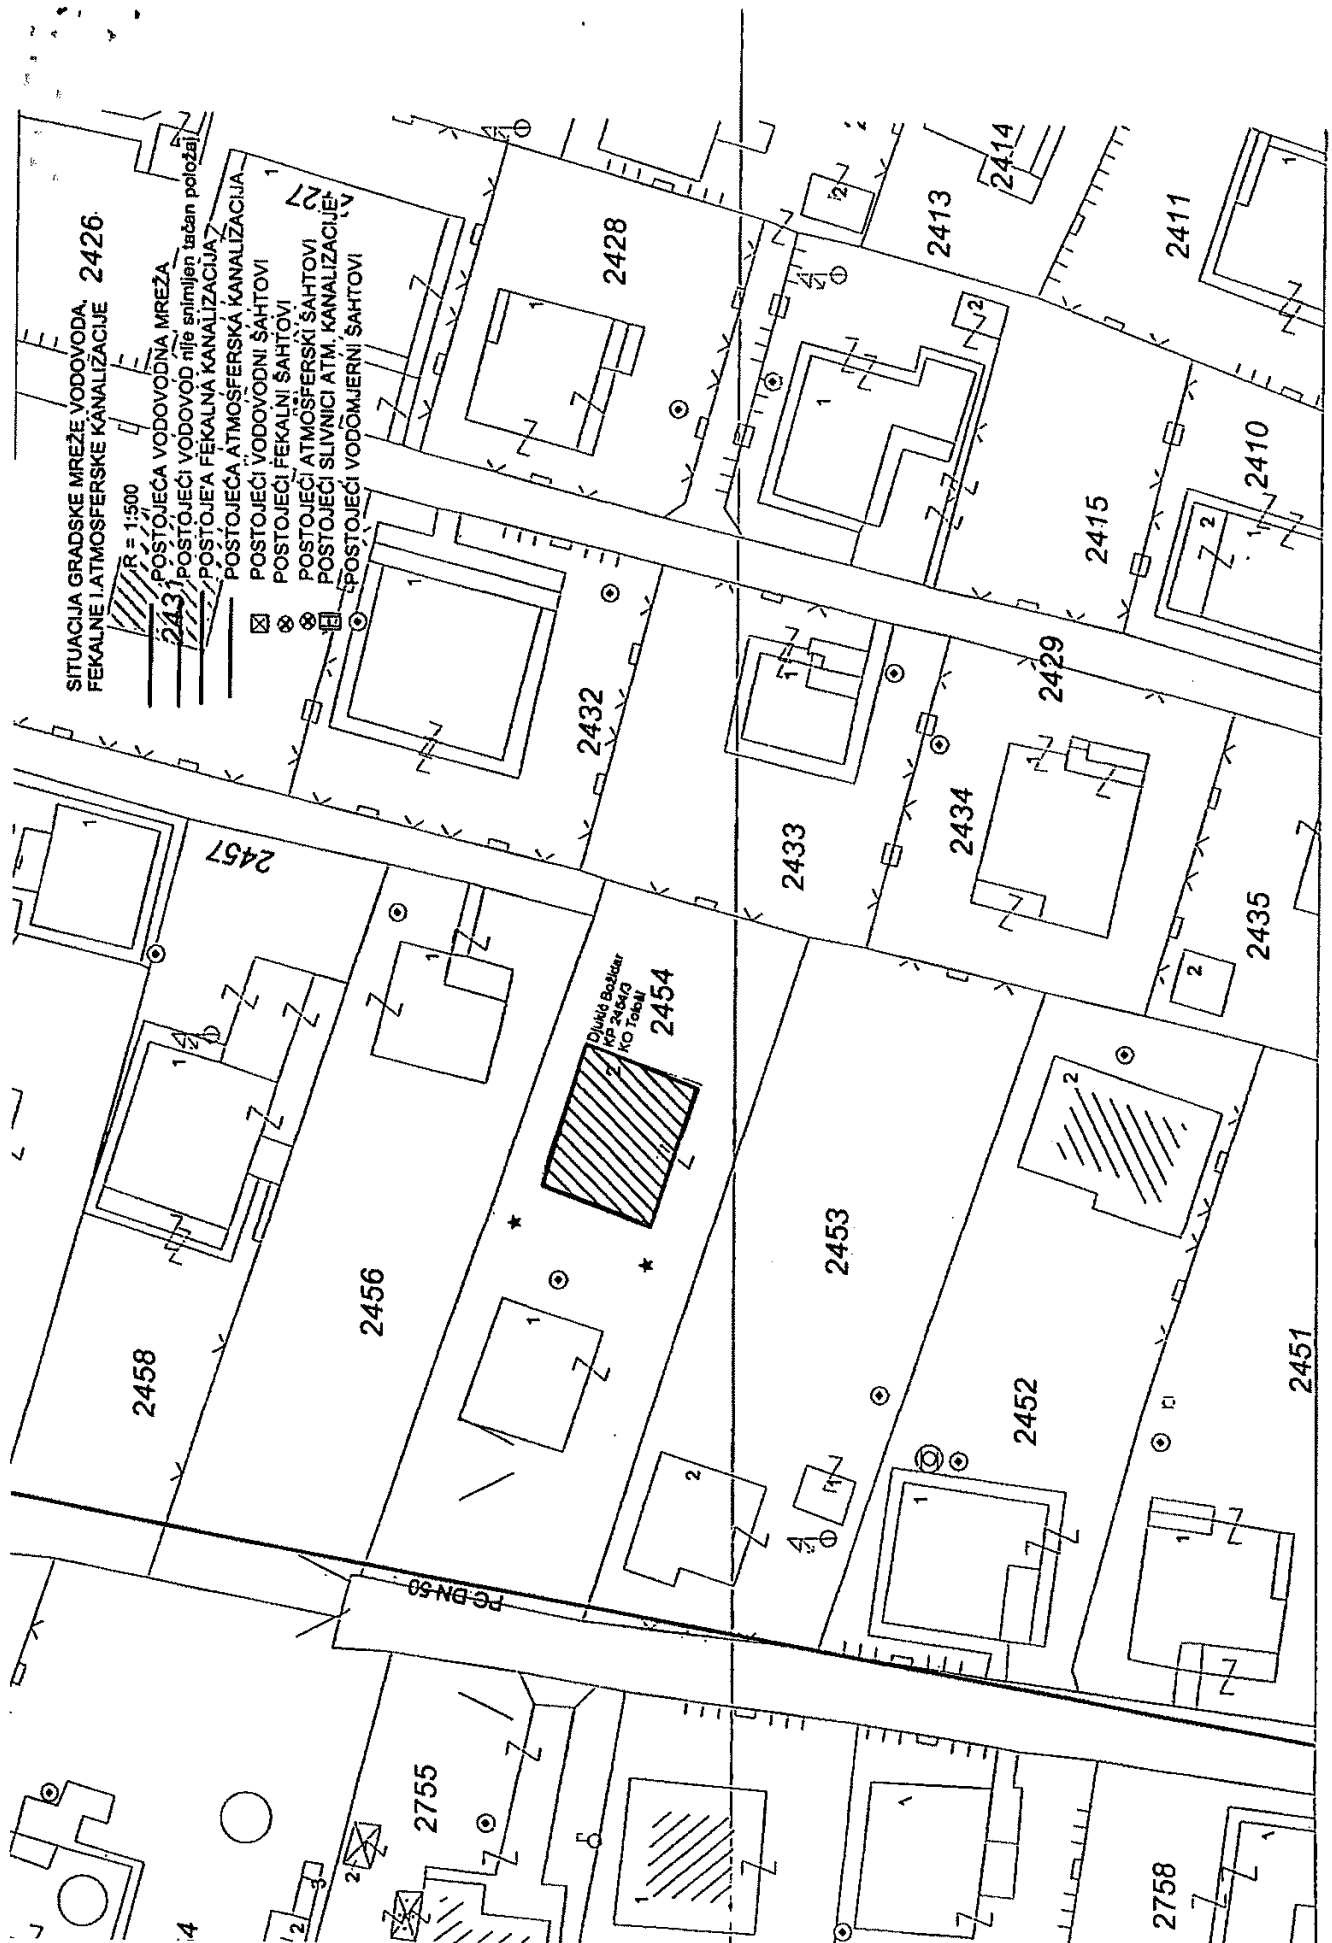 SITUACIJA GRADSKE MREŽE VODOVODA,
FEKALNE I ATMOSFERSKE KANALIZACIJE
R = 1:500
POSTOJEĆA VODOVODNA MREŽA
POSTOJEĆI VODOVOD nije snimljen tačan položaj
POSTOJE'A FEKALNA KANALIZACIJA
POSTOJEĆA ATMOSFERSKA KANALIZACIJA
POSTOJEĆI VODOVODNI ŠAHTOVI
POSTOJEĆI FEKALNI ŠAHTOVI
POSTOJEĆI ATMOSFERSKI ŠAHTOVI
POSTOJEĆI SLIVNICI ATM. KANALIZACIJE
POSTOJEĆI VODOMJERNI ŠAHTOVI
2426
2431
2428
2413
2414
2411
2410
2415
2429
2432
2433
2434
2435
2457
Djukić Božidar
KP 2454/3
KO Tološi
2454
2458
2456
2453
2452
2451
PC DN 50
2755
2758